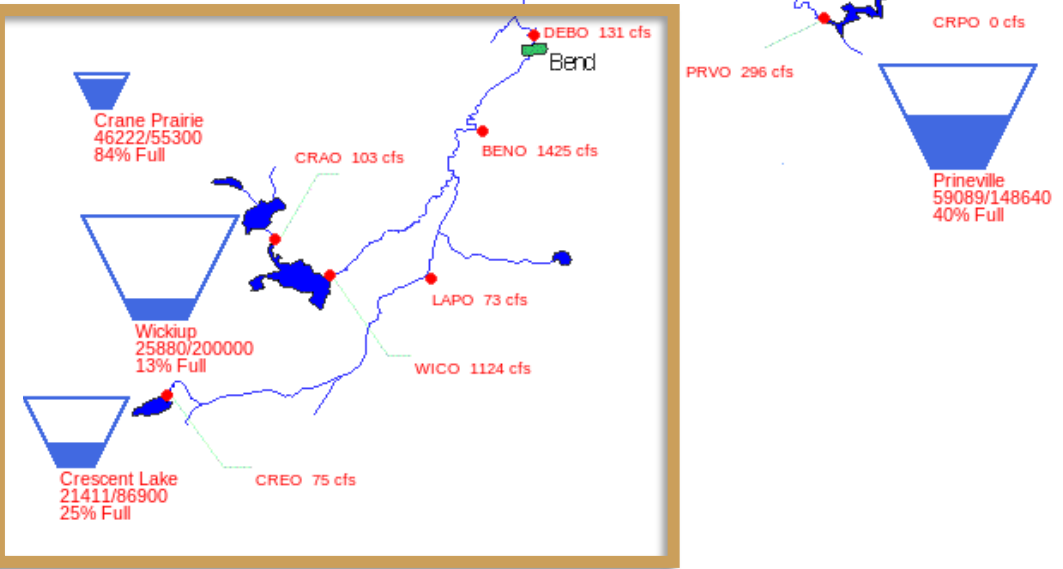 DEBO 131 cfs
Bend
CRPO 0 cfs
PRVO 296 cfs
Crane Prairie
46222/55300
84% Full
BENO 1425 cfs
CRAO 103 cfs
Prineville
59089/148640
40% Full
LAPO 73 cfs
Wickiup
25880/200000
13% Full
WICO 1124 cfs
Crescent Lake
21411/86900
25% Full
CREO 75 cfs